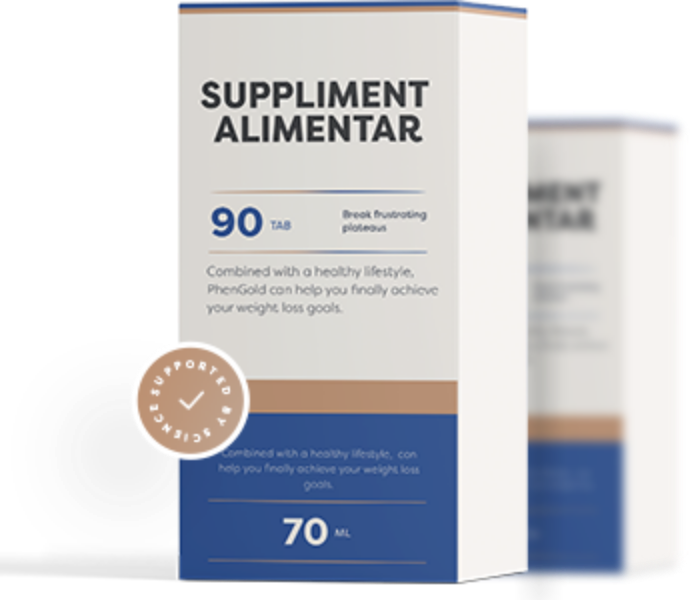 SUPPLIMENT
ALIMENTAR
90 TAB
Break frustrating
plateaus
Combined with a healthy lifestyle,
PhenGold can help you finally achieve
your weight loss goals.
SUPPORTED BY SCIENCE
Combined with a healthy lifestyle, can
help you finally achieve your weight loss
goals.
70 ML
MENT
NTAR